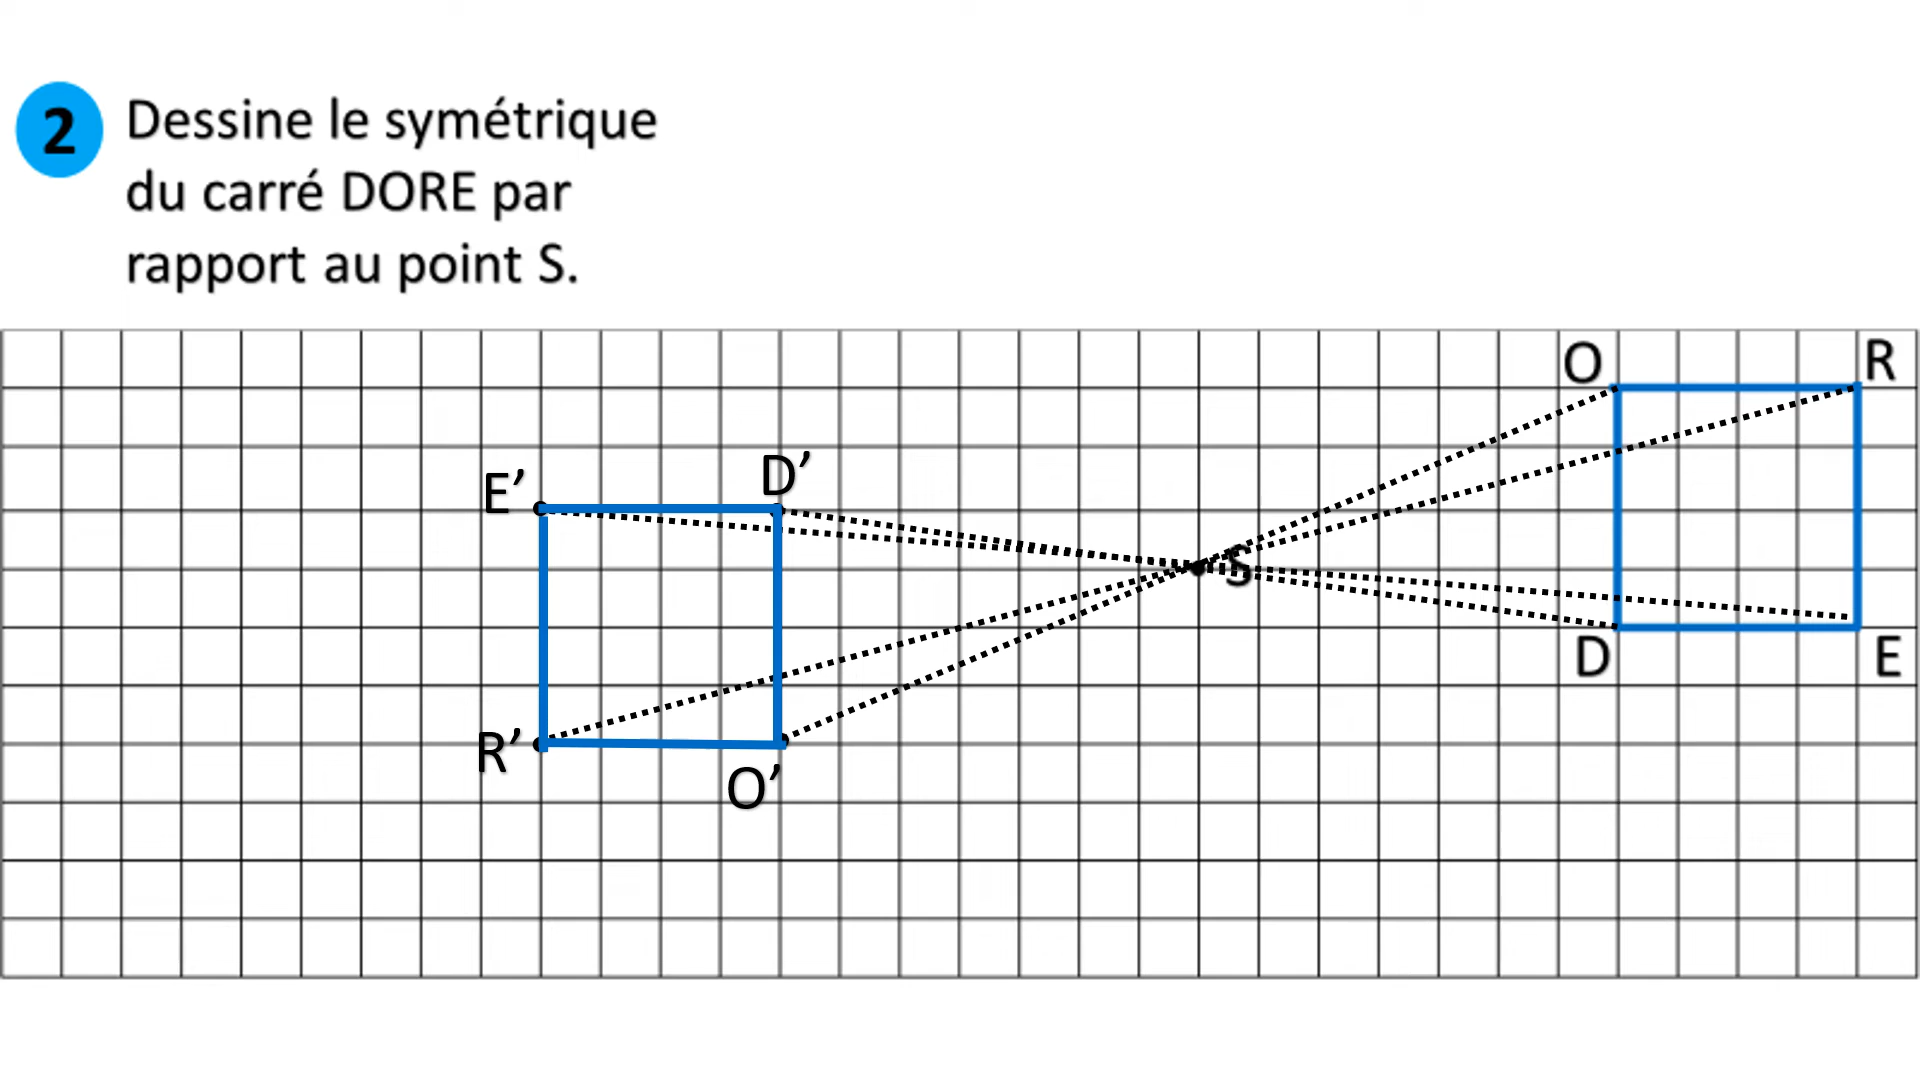 2
Dessine le symétrique
du carré DORE par
rapport au point S.
O
R
E’
D’
S
D
E
R’
O’